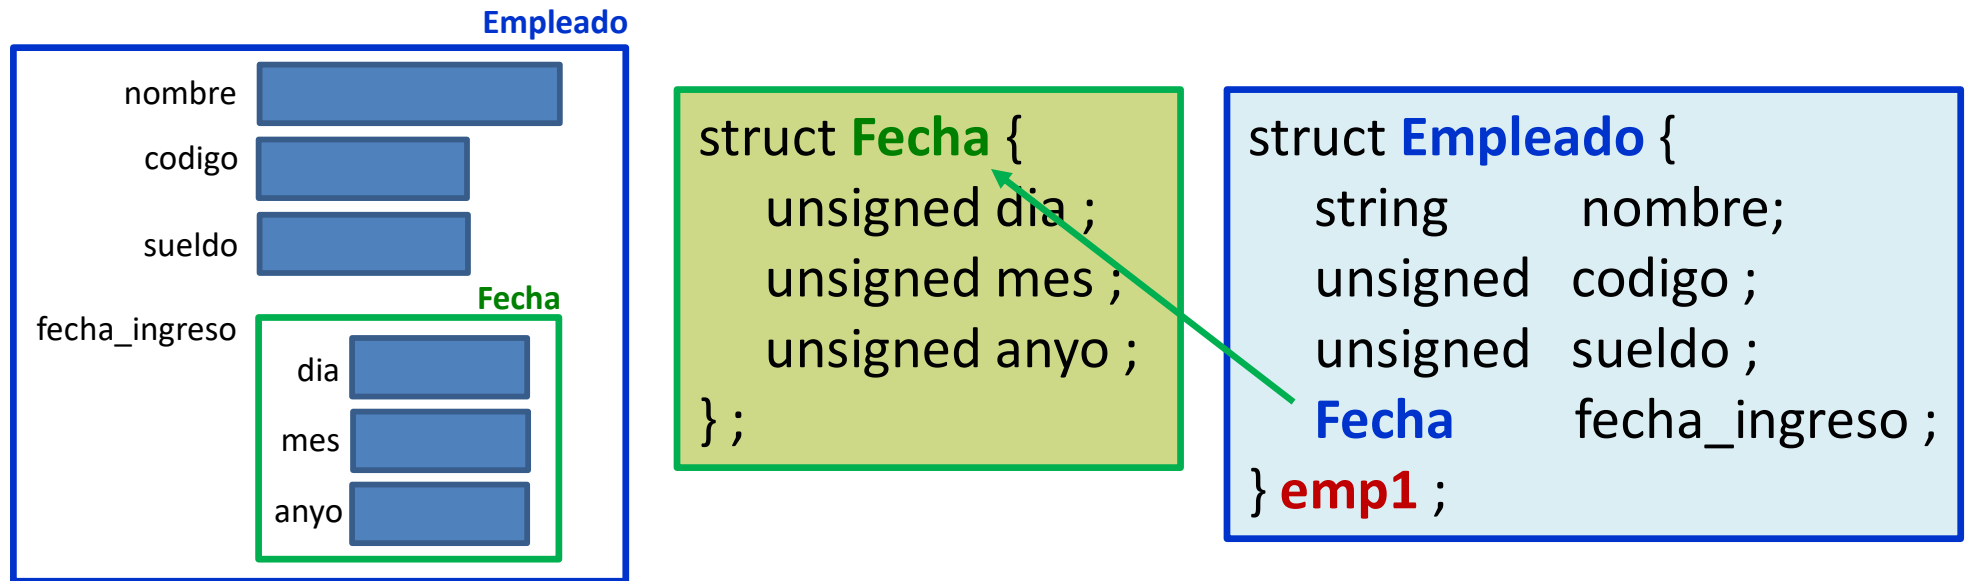 Empleado
nombre
codigo
sueldo
Fecha
fecha_ingreso
dia
mes
anyo
struct Fecha {
unsigned dia ;
unsigned mes ;
unsigned anyo ;
} ;
struct Empleado {
string nombre;
unsigned codigo ;
unsigned sueldo ;
Fecha fecha_ingreso ;
} emp1 ;